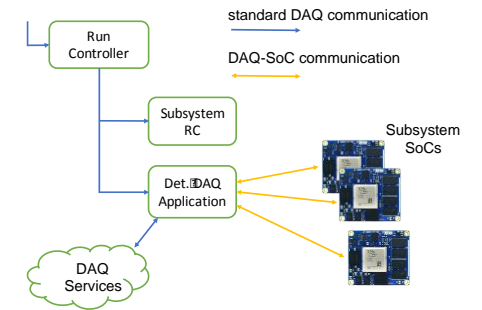 standard DAQ communication
Run
Controller
DAQ-SoC communication
Subsystem
RC
Subsystem
SoCs
Det. DAQ
Application
DAQ
Services